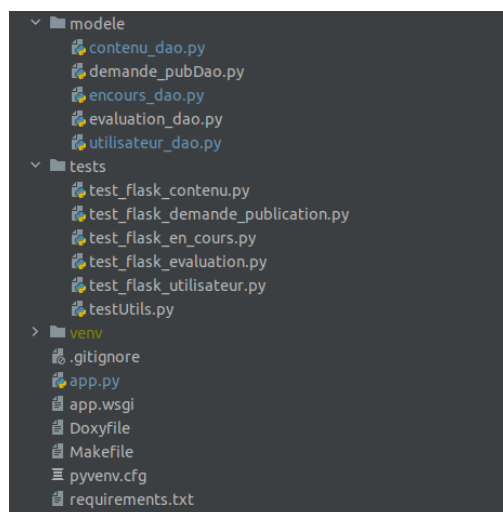 modele
contenu_dao.py
demande_pubDao.py
encours_dao.py
evaluation_dao.py
utilisateur_dao.py
tests
test_flask_contenu.py
test_flask_demande_publication.py
test_flask_en_cours.py
test_flask_evaluation.py
test_flask_utilisateur.py
testUtils.py
venv
.gitignore
app.py
app.wsgi
Doxyfile
Makefile
pyvenv.cfg
requirements.txt